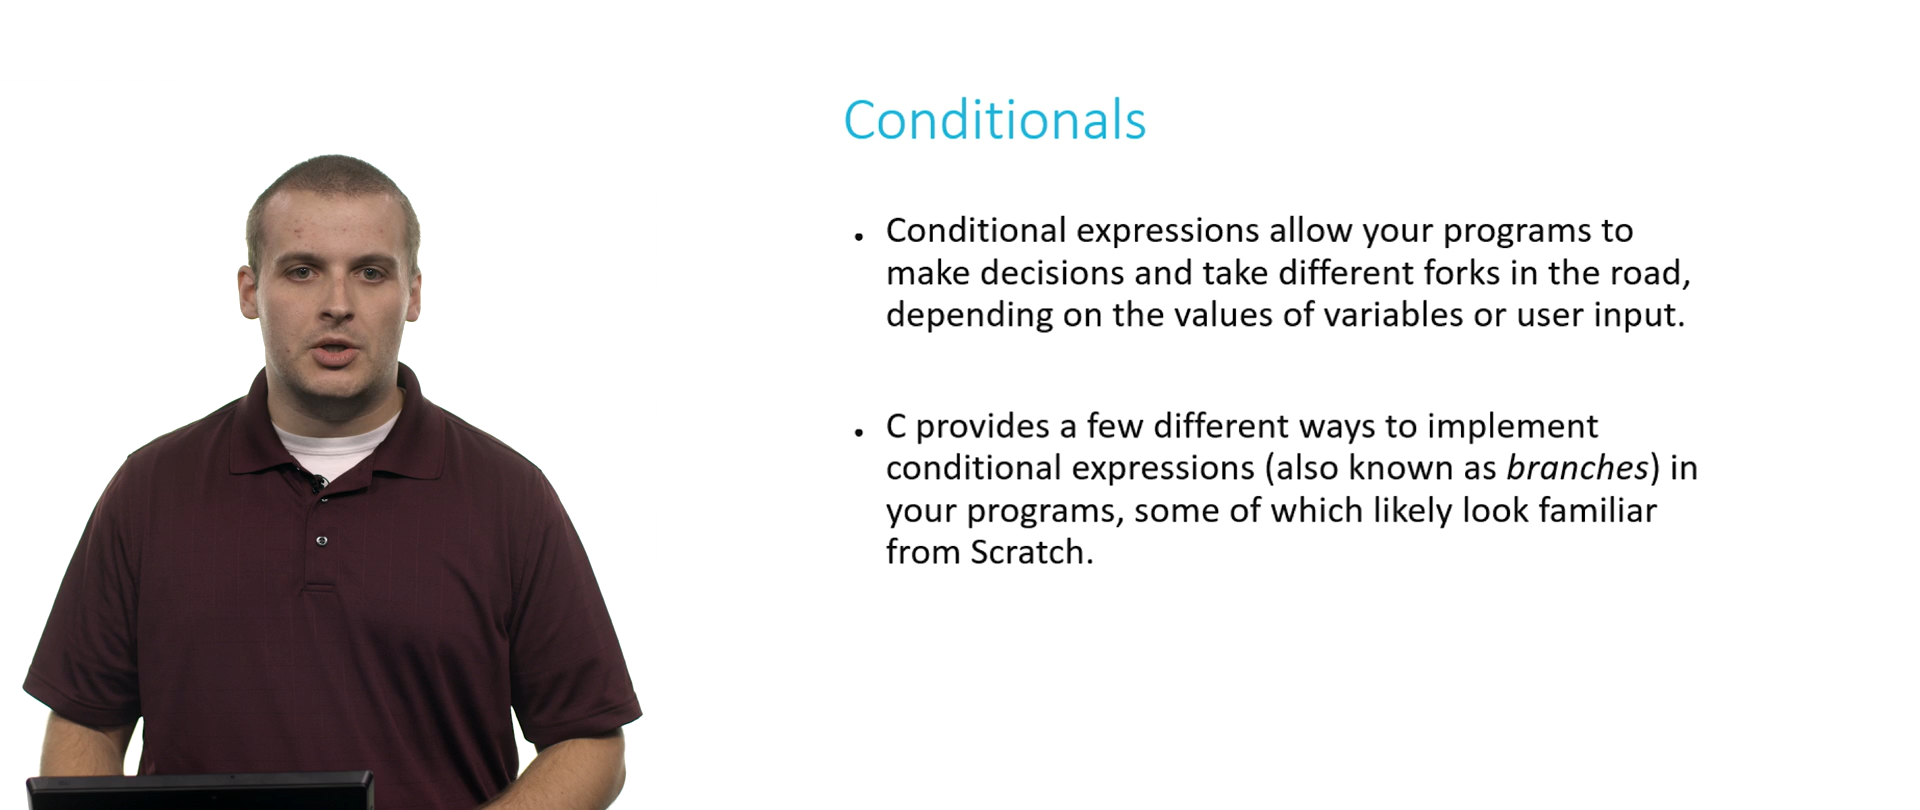 Conditionals
• Conditional expressions allow your programs to
make decisions and take different forks in the road,
depending on the values of variables or user input.
• C provides a few different ways to implement
conditional expressions (also known as branches) in
your programs, some of which likely look familiar
from Scratch.